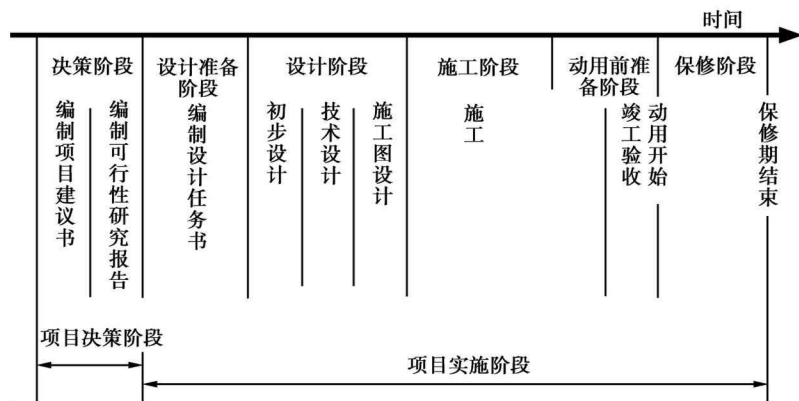 时间
决策阶段
设计准备
阶段
设计阶段
施工阶段
动用前准
备阶段
保修阶段
编制项目建议书
编制可行性研究报告
编制设计任务书
初步设计
技术设计
施工图设计
施工
竣工验收
动用开始
保修期结束
项目决策阶段
项目实施阶段